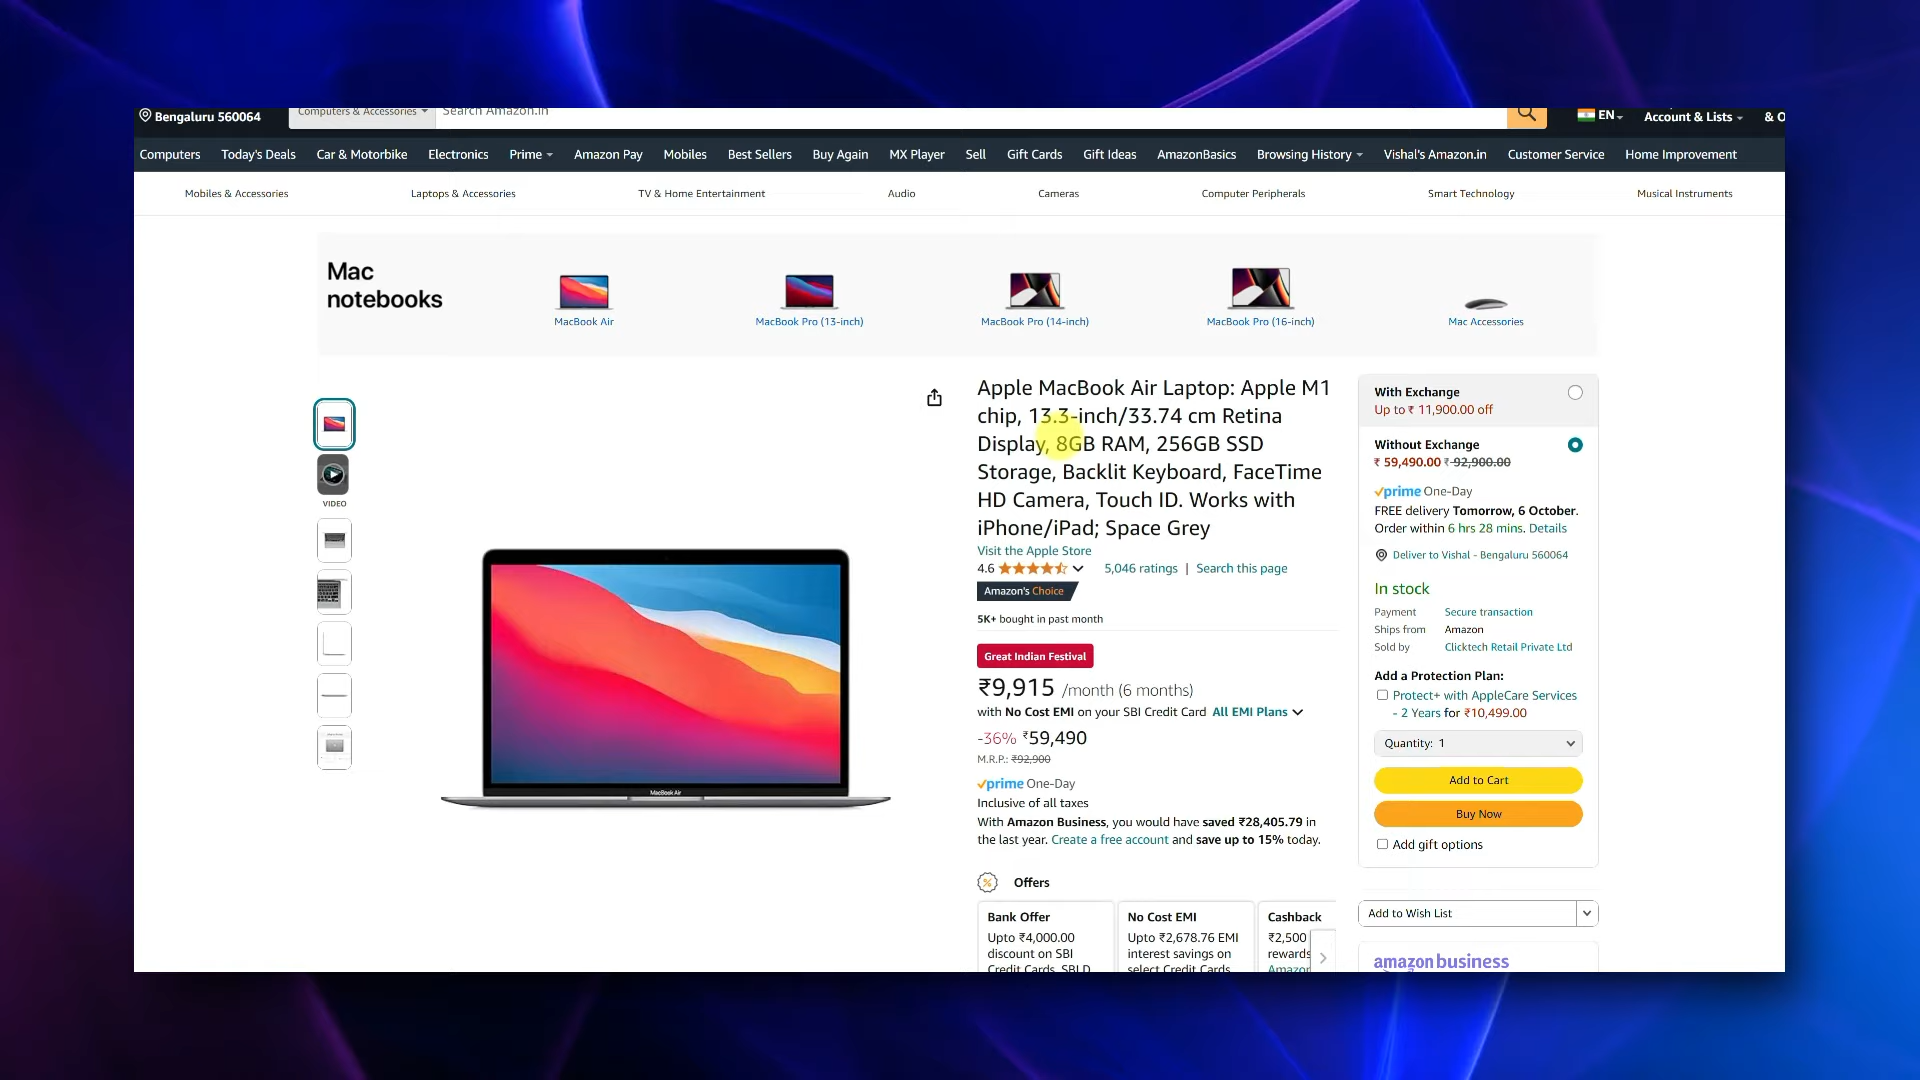 Bengaluru 560064
Computers & Accessories
Search Amazon.in
EN
Account & Lists
& O
Computers
Today's Deals
Car & Motorbike
Electronics
Prime
Amazon Pay
Mobiles
Best Sellers
Buy Again
MX Player
Sell
Gift Cards
Gift Ideas
AmazonBasics
Browsing History
Vishal's Amazon.in
Customer Service
Home Improvement
Mobiles & Accessories
Laptops & Accessories
TV & Home Entertainment
Audio
Cameras
Computer Peripherals
Smart Technology
Musical Instruments
Mac
notebooks
MacBook Air
MacBook Pro (13-inch)
MacBook Pro (14-inch)
MacBook Pro (16-inch)
Mac Accessories
VIDEO
MacBook Air
Apple MacBook Air Laptop: Apple M1
chip, 13.3-inch/33.74 cm Retina
Display, 8GB RAM, 256GB SSD
Storage, Backlit Keyboard, FaceTime
HD Camera, Touch ID. Works with
iPhone/iPad; Space Grey
Visit the Apple Store
4.6
5,046 ratings | Search this page
Amazon's Choice
5K+ bought in past month
Great Indian Festival
₹9,915 /month (6 months)
with No Cost EMI on your SBI Credit Card All EMI Plans
-36% ₹59,490
M.R.P.: ₹92,900
prime One-Day
Inclusive of all taxes
With Amazon Business, you would have saved ₹28,405.79 in
the last year. Create a free account and save up to 15% today.
Offers
Bank Offer
Upto ₹4,000.00
discount on SBI
Credit Cards, SBI D
No Cost EMI
Upto ₹2,678.76 EMI
interest savings on
select Credit Cards
Cashback
₹2,500
rewards
Amazon
With Exchange
Up to ₹ 11,900.00 off
Without Exchange
₹ 59,490.00 ₹ 92,900.00
prime One-Day
FREE delivery Tomorrow, 6 October.
Order within 6 hrs 28 mins. Details
Deliver to Vishal - Bengaluru 560064
In stock
Payment Secure transaction
Ships from Amazon
Sold by Clicktech Retail Private Ltd
Add a Protection Plan:
Protect+ with AppleCare Services
- 2 Years for ₹10,499.00
Quantity: 1
Add to Cart
Buy Now
Add gift options
Add to Wish List
amazon business